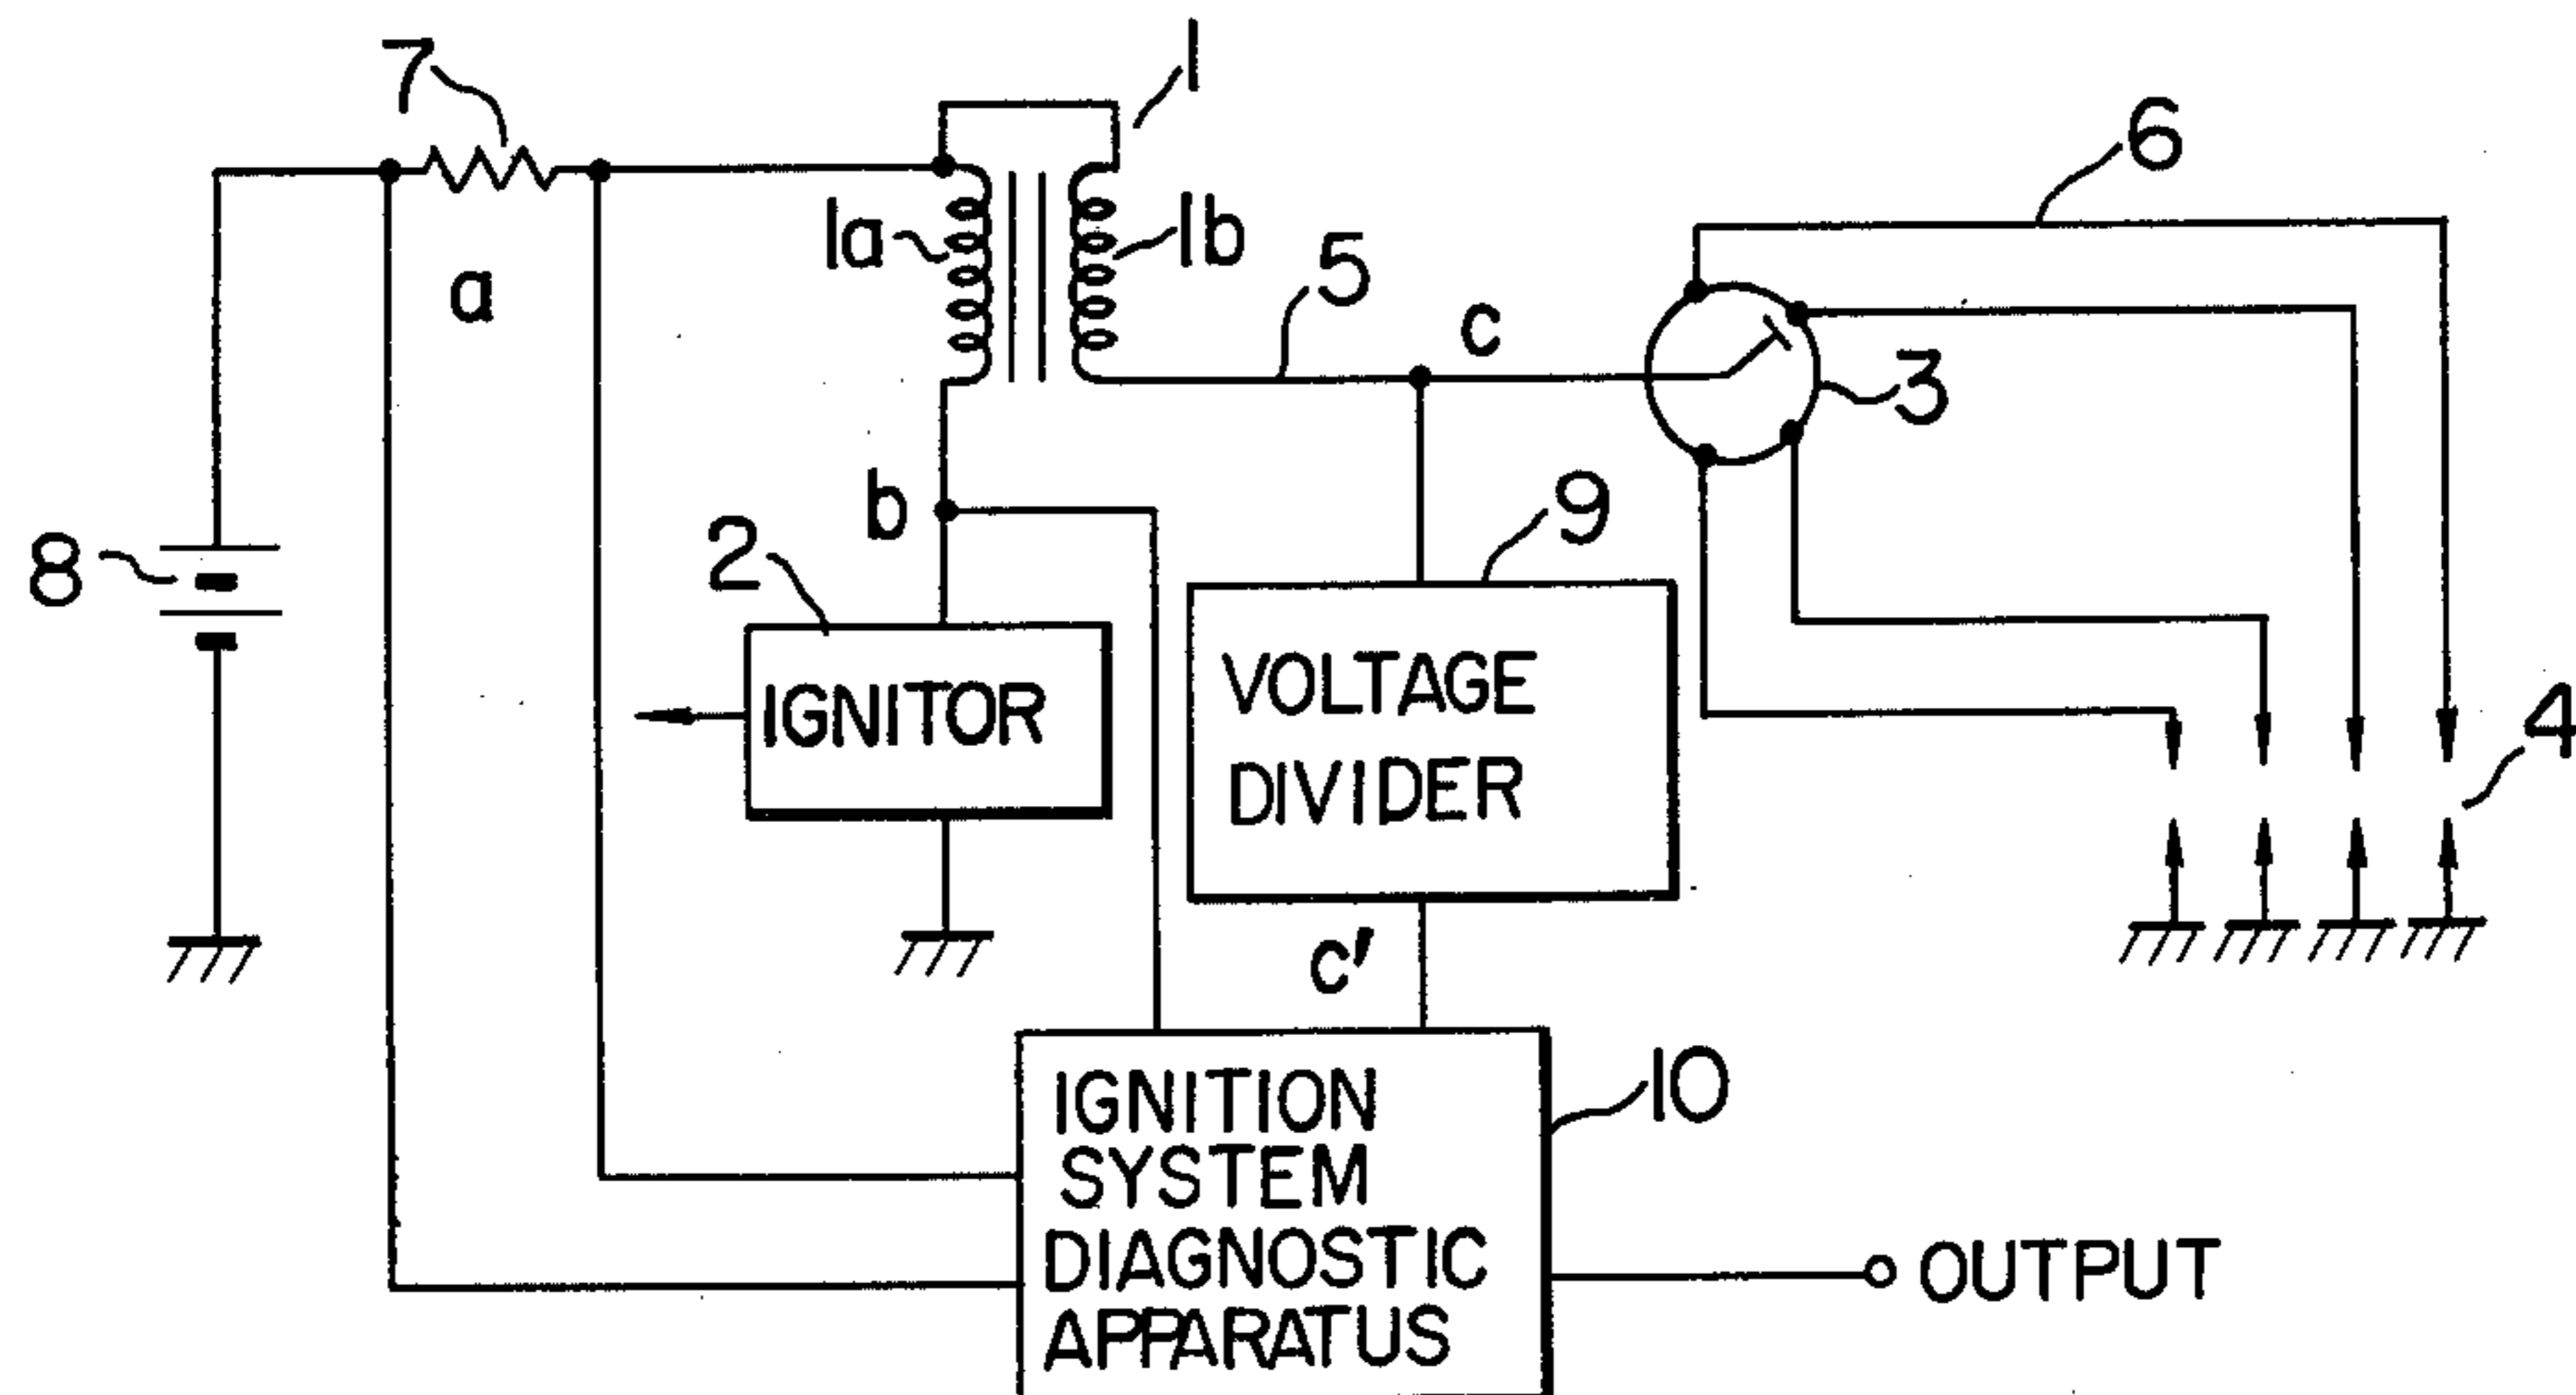 7
1
6
1a
1b
5
a
c
3
b
2
9
8
IGNITOR
VOLTAGE
DIVIDER
4
c'
10
IGNITION
SYSTEM
DIAGNOSTIC
APPARATUS
OUTPUT